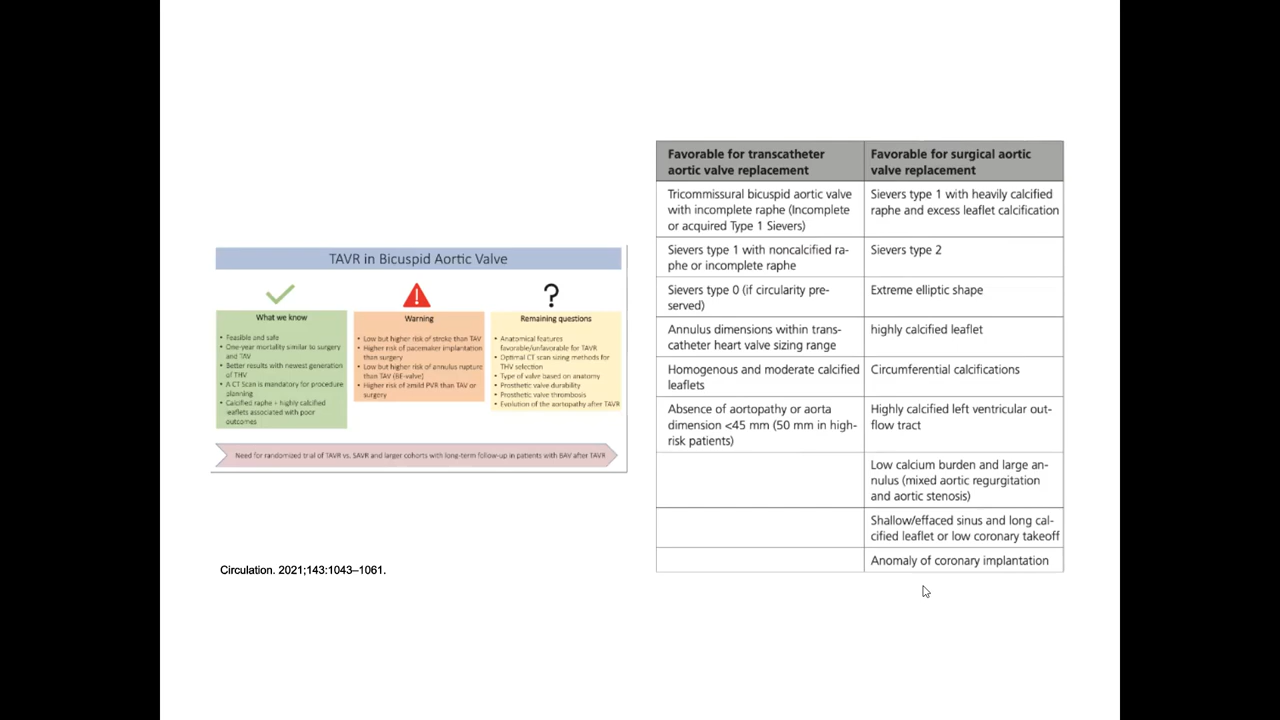 TAVR in Bicuspid Aortic Valve
What we know
• Feasible and safe
• One-year mortality similar to surgery
and TAV
• Better results with newest generation
of THV
• A CT Scan is mandatory for procedure
planning
• Calcified raphe + highly calcified
leaflets associated with poor
outcomes
Warning
• Low but higher risk of stroke than TAV
• Higher risk of pacemaker implantation
than surgery
• Low but higher risk of annulus rupture
than TAV (BE-valve)
• Higher risk of amild PVR than TAV or
surgery
Remaining questions
• Anatomical features
favorable/unfavorable for TAVR
• Optimal CT scan sizing methods for
THV selection
• Type of valve based on anatomy
• Prosthetic valve durability
• Prosthetic valve thrombosis
• Evolution of the aortopathy after TAVR
Need for randomized trial of TAVR vs. SAVR and larger cohorts with long-term follow-up in patients with BAV after TAVR
Circulation. 2021;143:1043–1061.
Favorable for transcatheter
aortic valve replacement
Favorable for surgical aortic
valve replacement
Tricommissural bicuspid aortic valve
with incomplete raphe (Incomplete
or acquired Type 1 Sievers)
Sievers type 1 with heavily calcified
raphe and excess leaflet calcification
Sievers type 1 with noncalcified ra-
phe or incomplete raphe
Sievers type 2
Sievers type 0 (if circularity pre-
served)
Extreme elliptic shape
Annulus dimensions within trans-
catheter heart valve sizing range
highly calcified leaflet
Homogenous and moderate calcified
leaflets
Circumferential calcifications
Absence of aortopathy or aorta
dimension <45 mm (50 mm in high-
risk patients)
Highly calcified left ventricular out-
flow tract
Low calcium burden and large an-
nulus (mixed aortic regurgitation
and aortic stenosis)
Shallow/effaced sinus and long cal-
cified leaflet or low coronary takeoff
Anomaly of coronary implantation